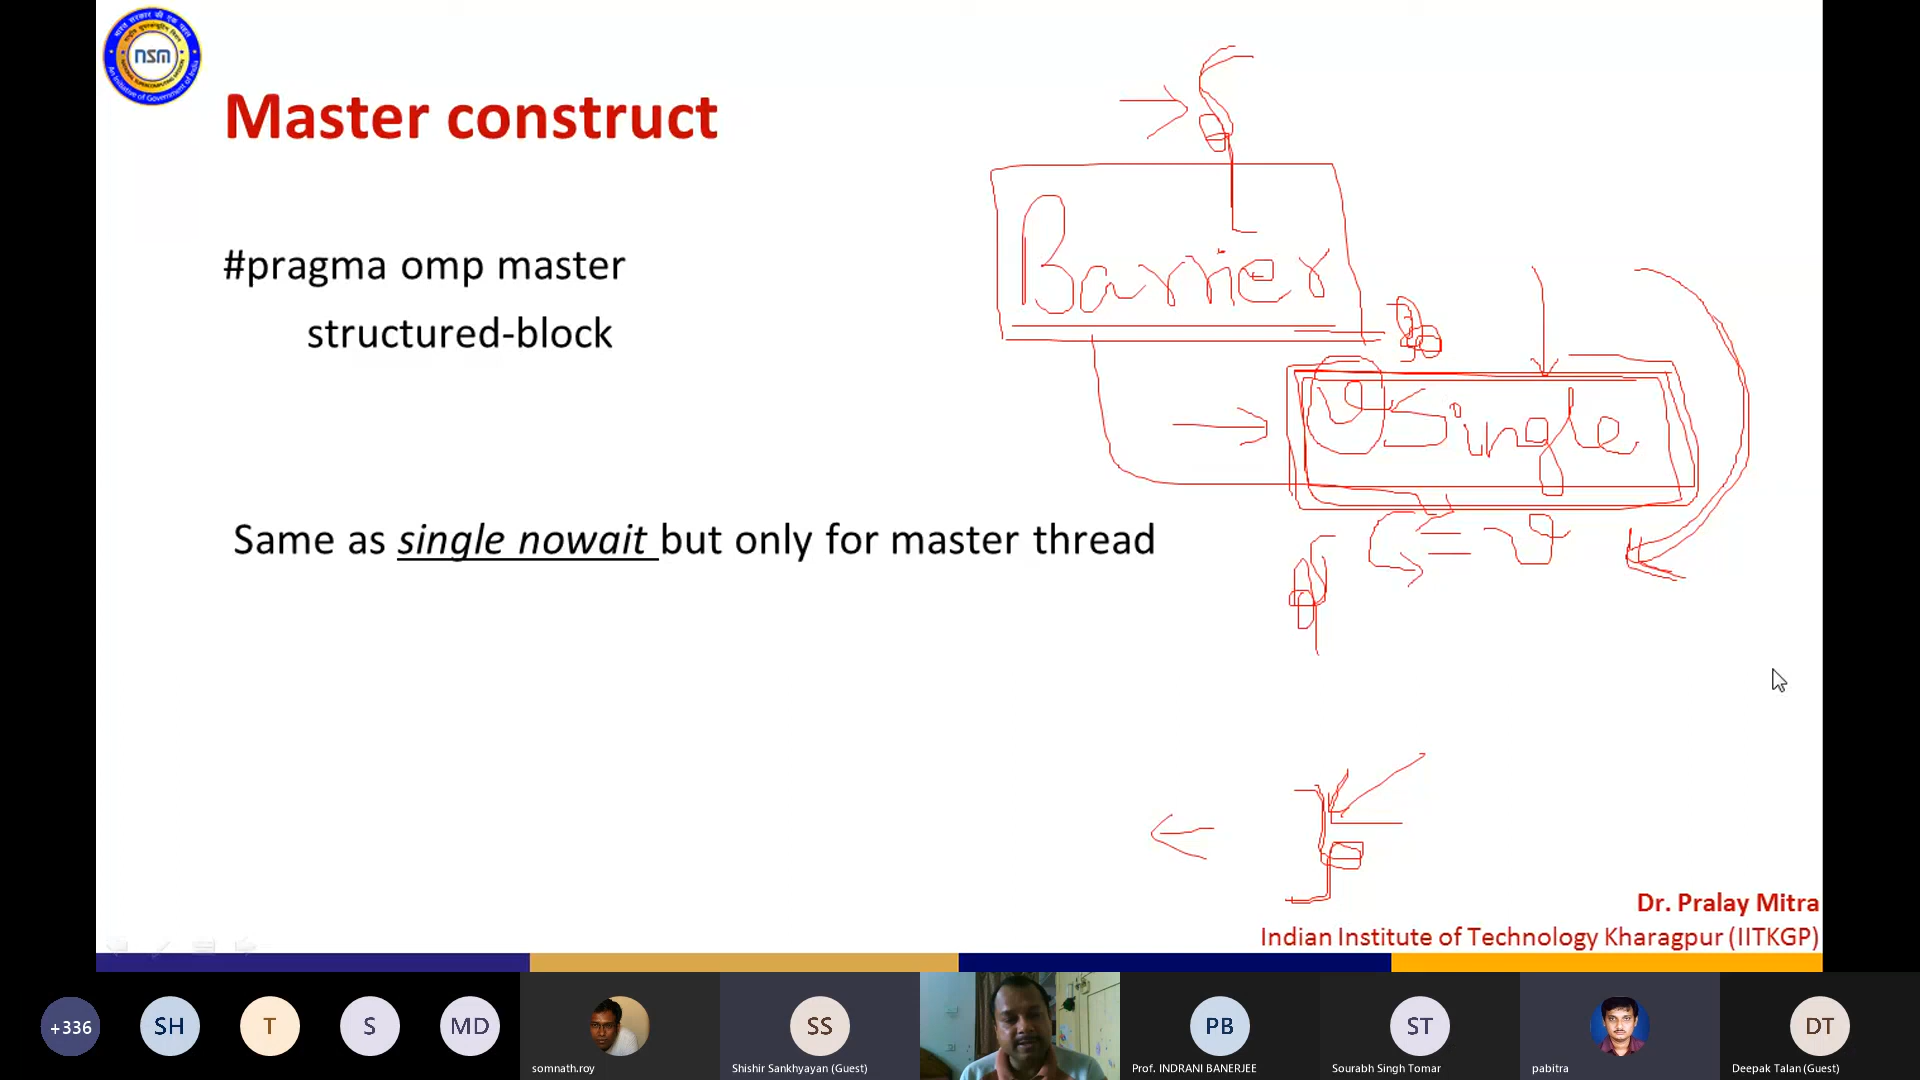 nsm
Master construct
#pragma omp master
structured-block
Same as single nowait but only for master thread
Barrier
Single
Dr. Pralay Mitra
Indian Institute of Technology Kharagpur (IITKGP)
+336
SH
T
S
MD
somnath.roy
SS
Shishir Sankhyayan (Guest)
PB
Prof. INDRANI BANERJEE
ST
Sourabh Singh Tomar
pabitra
DT
Deepak Talan (Guest)